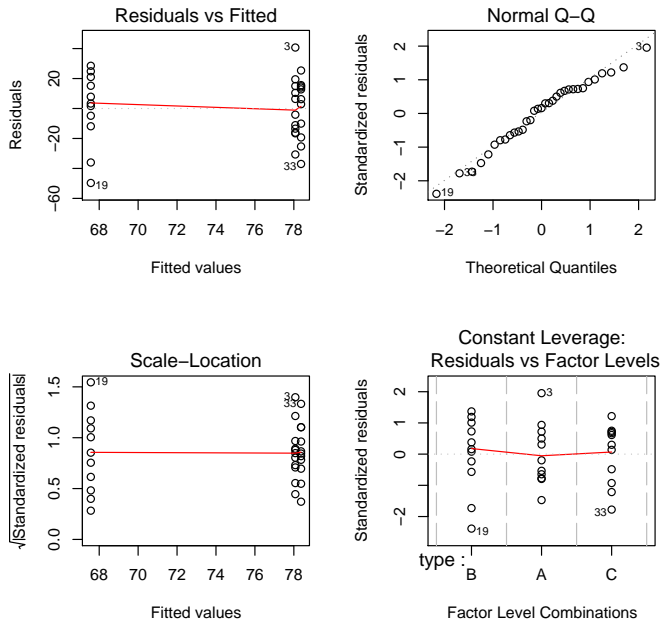 Residuals vs Fitted
Residuals
20
−20
−60
3
33
19
68 70 72 74 76 78
Fitted values
Normal Q−Q
Standardized residuals
2
1
0
−1
−2
3
33
19
−2 −1 0 1 2
Theoretical Quantiles
Scale−Location
√|Standardized residuals|
1.5
1.0
0.5
0.0
19
3
33
68 70 72 74 76 78
Fitted values
Constant Leverage:
Residuals vs Factor Levels
Standardized residuals
2
1
0
−2
3
33
19
type :
B A C
Factor Level Combinations